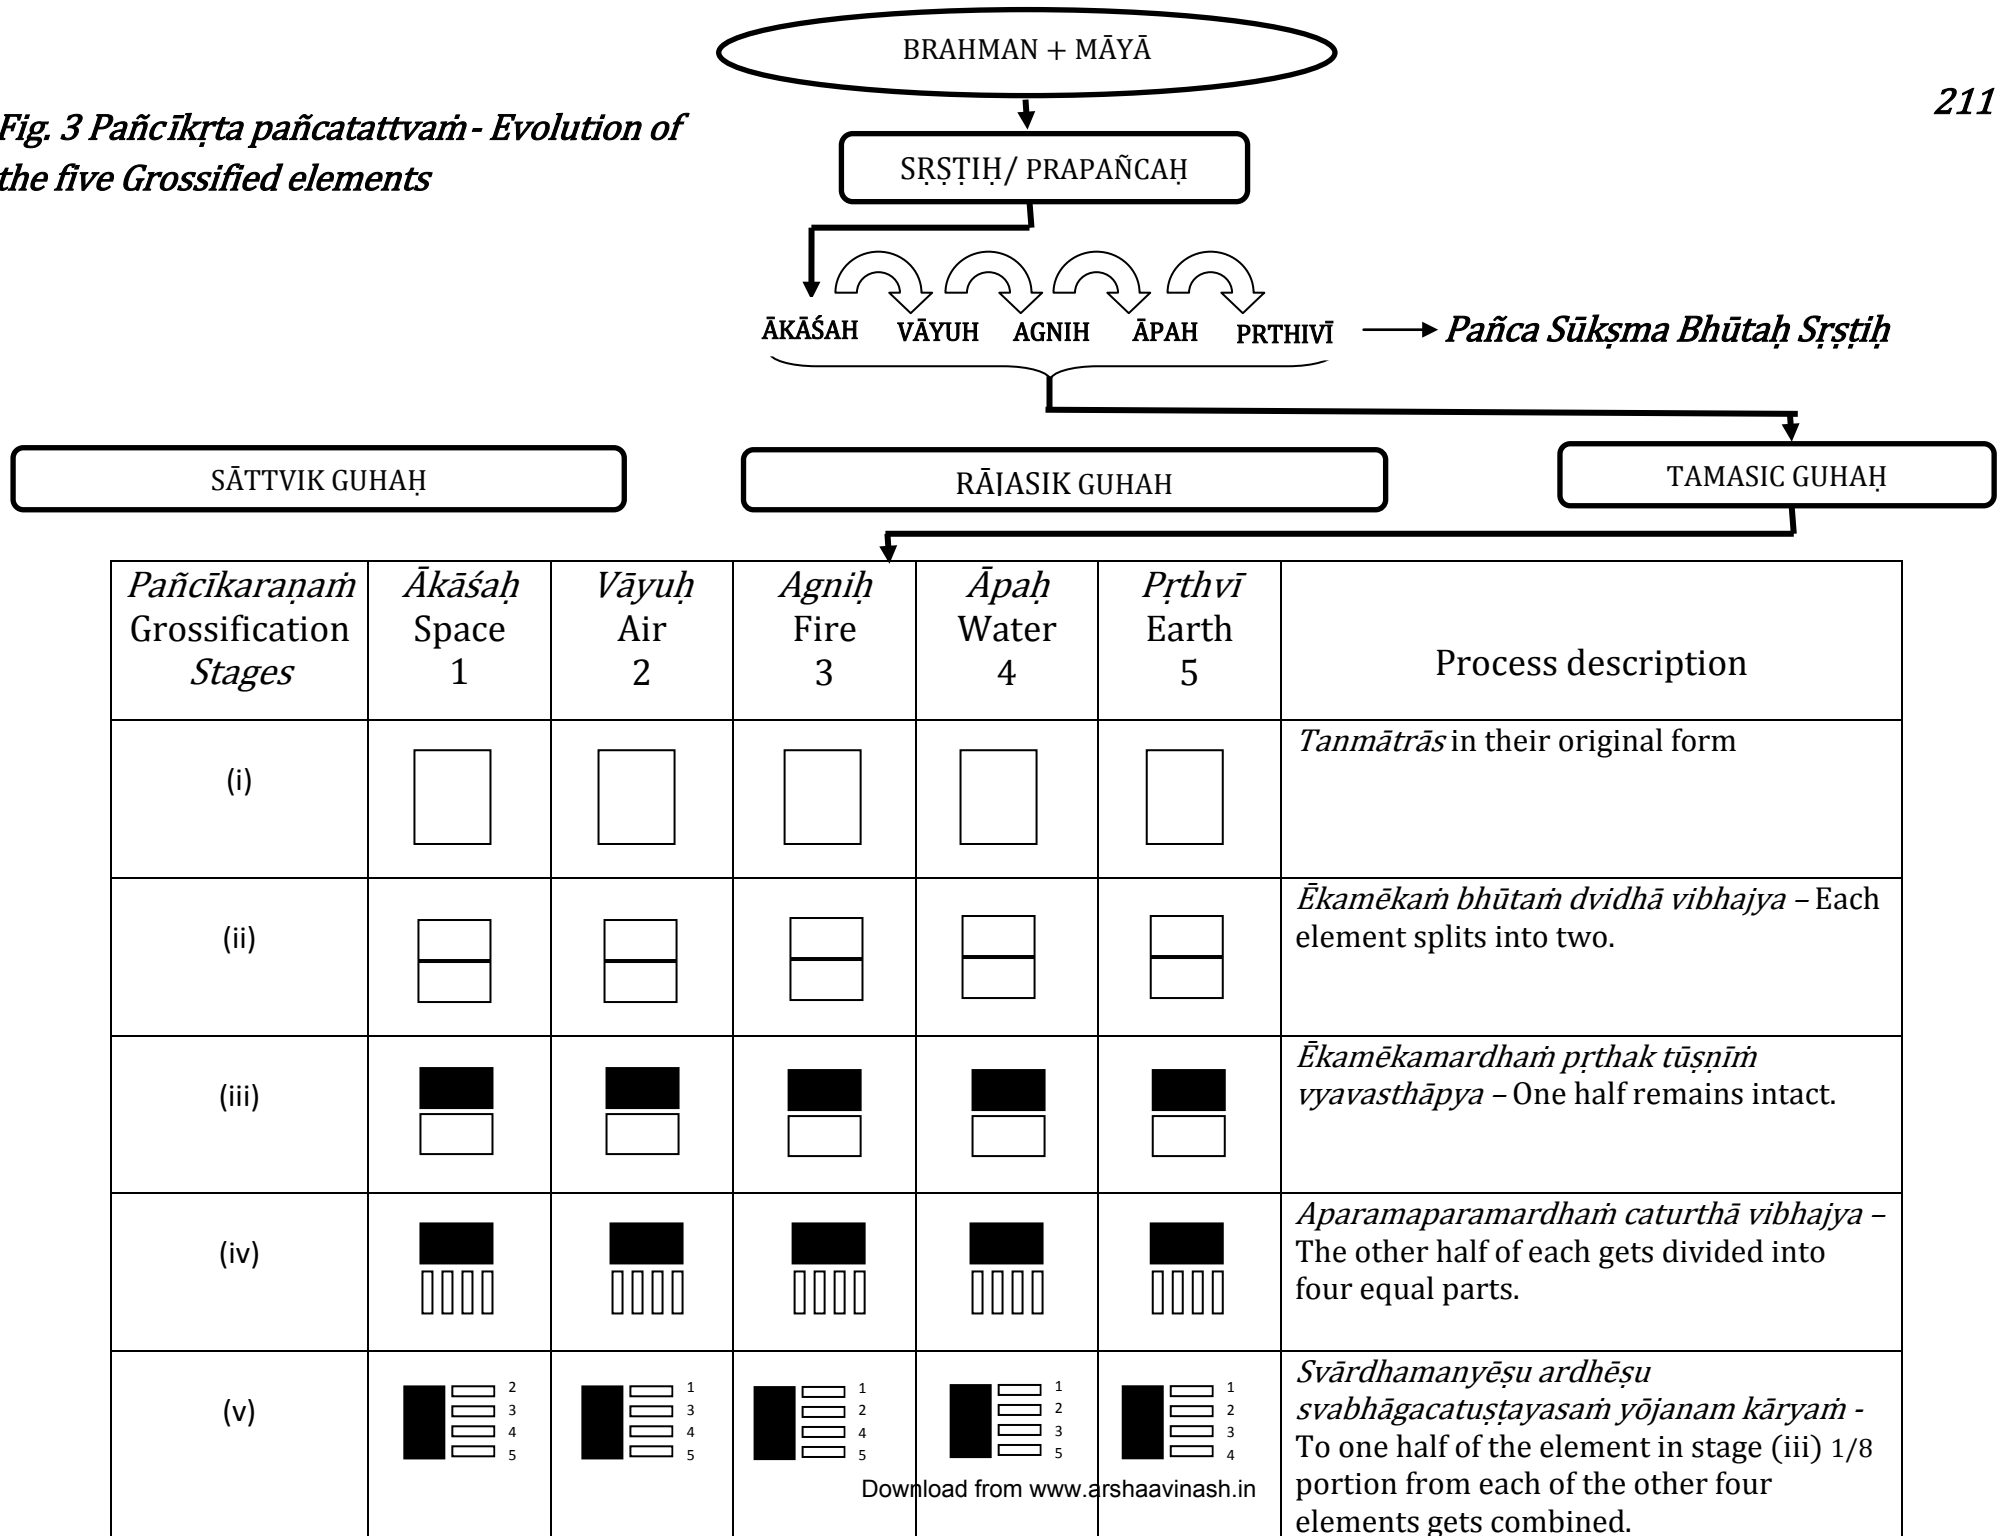 BRAHMAN + MĀYĀ
211
Fig. 3 Pañcīkṛta pañcatattvaṁ - Evolution of
the five Grossified elements
SṚṢṬIḤ/ PRAPAÑCAḤ
ĀKĀŚAH VĀYUH AGNIH ĀPAH PRTHIVĪ
Pañca Sūkṣma Bhūtaḥ Sṛṣṭiḥ
SĀTTVIK GUHAḤ
RĀJASIK GUHAH
TAMASIC GUHAḤ
Pañcīkaraṇaṁ
Grossification
Stages
Ākāśaḥ
Space
1
Vāyuḥ
Air
2
Agniḥ
Fire
3
Āpaḥ
Water
4
Pṛthvī
Earth
5
Process description
(i)
Tanmātrās in their original form
(ii)
Ēkamēkaṁ bhūtaṁ dvidhā vibhajya – Each
element splits into two.
(iii)
Ēkamēkamardhaṁ pṛthak tūṣṇīṁ
vyavasthāpya – One half remains intact.
(iv)
Aparamaparamardhaṁ caturthā vibhajya –
The other half of each gets divided into
four equal parts.
(v)
2
3
4
5
1
3
4
5
1
2
4
5
1
2
3
5
1
2
3
4
Svārdhamanyēṣu ardhēṣu
svabhāgacatuṣṭayasaṁ yōjanam kāryaṁ -
To one half of the element in stage (iii) 1/8
portion from each of the other four
elements gets combined.
Download from www.arshaavinash.in